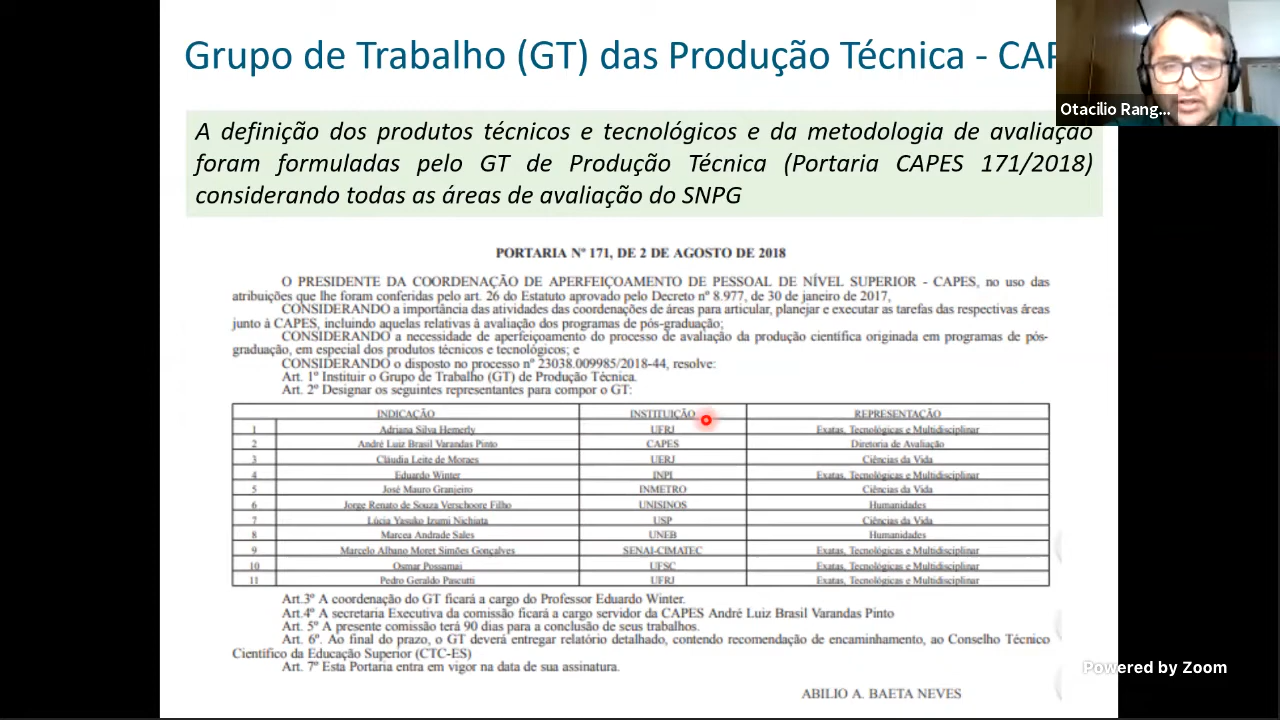 Grupo de Trabalho (GT) das Produção Técnica - CAP
Otacilio Rang...
A definição dos produtos técnicos e tecnológicos e da metodologia de avaliação
foram formuladas pelo GT de Produção Técnica (Portaria CAPES 171/2018)
considerando todas as áreas de avaliação do SNPG
PORTARIA Nº 171, DE 2 DE AGOSTO DE 2018
O PRESIDENTE DA COORDENAÇÃO DE APERFEIÇOAMENTO DE PESSOAL DE NÍVEL SUPERIOR - CAPES, no uso das
atribuições que lhe foram conferidas pelo art. 26 do Estatuto aprovado pelo Decreto nº 8.977, de 30 de janeiro de 2017,
CONSIDERANDO a importância das atividades das coordenações de áreas para articular, planejar e executar as tarefas das respectivas áreas
junto à CAPES, incluindo aquelas relativas à avaliação dos programas de pós-graduação;
CONSIDERANDO a necessidade de aperfeiçoamento do processo de avaliação da produção científica originada em programas de pós-
graduação, em especial dos produtos técnicos e tecnológicos; e
CONSIDERANDO o disposto no processo nº 23038.009985/2018-44, resolve:
Art. 1º Instituir o Grupo de Trabalho (GT) de Produção Técnica.
Art. 2º Designar os seguintes representantes para compor o GT:
INDICAÇÃO INSTITUIÇÃO REPRESENTAÇÃO
1 Adriana Silva Hemerly UFRJ Exatas, Tecnológicas e Multidisciplinar
2 André Luiz Brasil Varandas Pinto CAPES Diretoria de Avaliação
3 Cláudia Leite de Moraes UERJ Ciências da Vida
4 Eduardo Winter INPI Exatas, Tecnológicas e Multidisciplinar
5 José Mauro Granjeiro INMETRO Ciências da Vida
6 Jorge Renato de Souza Verschoore Filho UNISINOS Humanidades
7 Lúcia Yasuko Izumi Nichiata USP Ciências da Vida
8 Marcea Andrade Sales UNEB Humanidades
9 Marcelo Albano Moret Simões Gonçalves SENAI-CIMATEC Exatas, Tecnológicas e Multidisciplinar
10 Osmar Possamai UFSC Exatas, Tecnológicas e Multidisciplinar
11 Pedro Geraldo Pascutti UFRJ Exatas, Tecnológicas e Multidisciplinar
Art.3º A coordenação do GT ficará a cargo do Professor Eduardo Winter.
Art.4º A secretaria Executiva da comissão ficará a cargo servidor da CAPES André Luiz Brasil Varandas Pinto
Art. 5º A presente comissão terá 90 dias para a conclusão de seus trabalhos.
Art. 6º. Ao final do prazo, o GT deverá entregar relatório detalhado, contendo recomendação de encaminhamento, ao Conselho Técnico
Científico da Educação Superior (CTC-ES)
Art. 7º Esta Portaria entra em vigor na data de sua assinatura.
Powered by Zoom
ABILIO A. BAETA NEVES